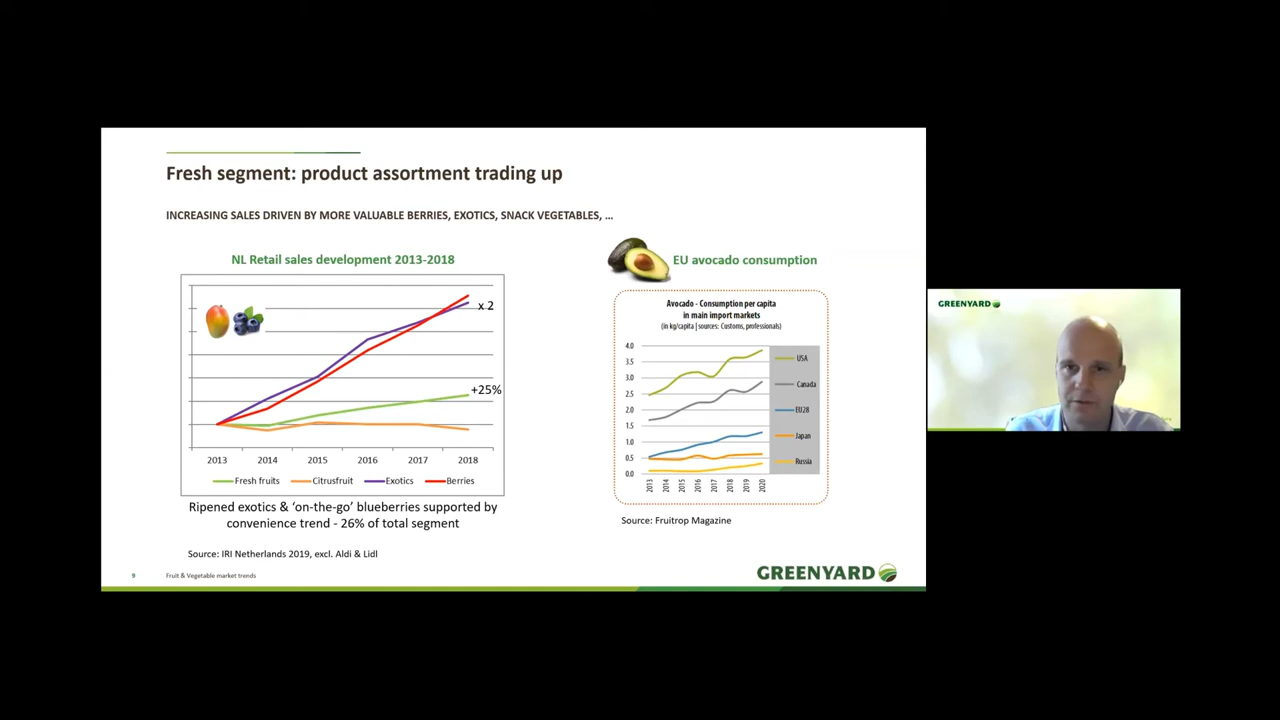 Fresh segment: product assortment trading up
INCREASING SALES DRIVEN BY MORE VALUABLE BERRIES, EXOTICS, SNACK VEGETABLES, ...
NL Retail sales development 2013-2018
x 2
+25%
2013 2014 2015 2016 2017 2018
Fresh fruits Citrusfruit Exotics Berries
Ripened exotics & ‘on-the-go’ blueberries supported by
convenience trend - 26% of total segment
Source: IRI Netherlands 2019, excl. Aldi & Lidl
EU avocado consumption
Avocado - Consumption per capita
in main import markets
(in kg/capita | sources: Customs, professionals)
4.0
3.5
3.0
2.5
2.0
1.5
1.0
0.5
0.0
USA
Canada
EU28
Japan
Russia
2013 2014 2015 2016 2017 2018 2019 2020
Source: Fruitrop Magazine
9 Fruit & Vegetable market trends
GREENYARD
GREENYARD